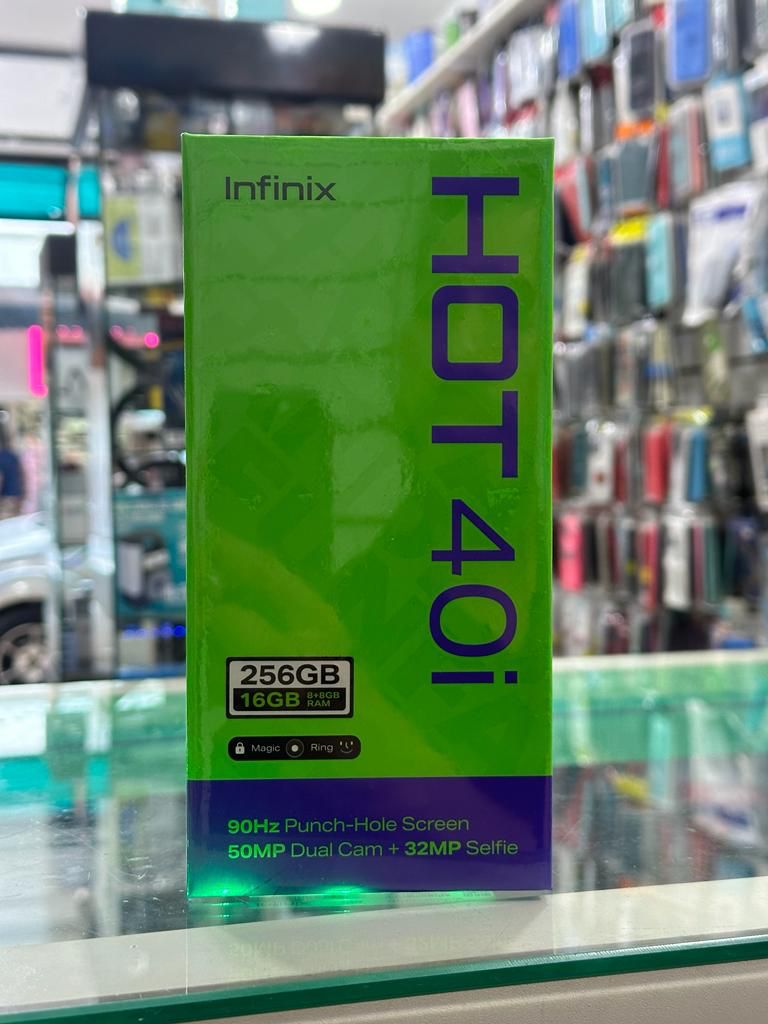 Infinix
HOT 40i
256GB
16GB 8+8GB RAM
Magic Ring
90Hz Punch-Hole Screen
50MP Dual Cam + 32MP Selfie